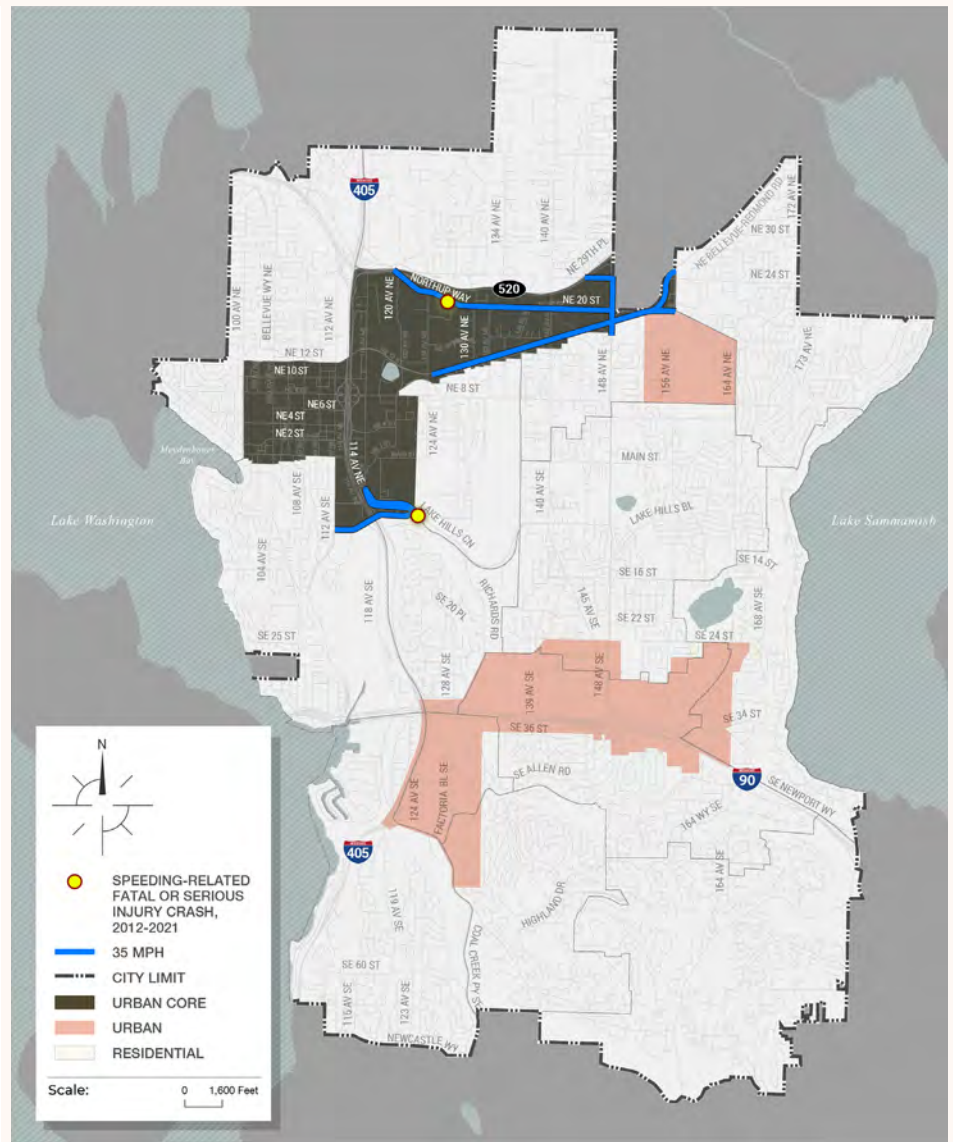 405
172 AV NE
NE BELLEVUE-REDMOND RD
NE 30 ST
134 AV NE
140 AV NE
100 AV NE
BELLEVUE WY NE
112 AV NE
NE 29TH PL
NE 24 ST
NORTHUP WAY
520
NE 20 ST
120 AV NE
130 AV NE
NE 12 ST
NE 10 ST
NE 8 ST
148 AV NE
156 AV NE
164 AV NE
173 AV NE
NE6 ST
NE4 ST
NE2 ST
124 AV NE
114 AV NE
MAIN ST
Meydenbauer
Bay
Lake Washington
108 AV SE
112 AV SE
140 AV SE
LAKE HILLS BL
Lake Sammamish
LAKE HILLS CN
104 AV SE
SE 14 ST
SE 16 ST
118 AV SE
SE 20 PL
RICHARDS RD
145 AV SE
SE 22 ST
168 AV SE
SE 25 ST
SE 24 ST
128 AV SE
139 AV SE
148 AV SE
SE 34 ST
SE 36 ST
SE ALLEN RD
90
SE NEWPORT WY
124 AV SE
FACTORIA BL SE
164 WY SE
405
164 AV SE
119 AV SE
HIGHLAND DR
COAL CREEK PY SE
SE 60 ST
123 AV SE
NEWCASTLE WY
N
SPEEDING-RELATED
FATAL OR SERIOUS
INJURY CRASH,
2012-2021
35 MPH
CITY LIMIT
URBAN CORE
URBAN
RESIDENTIAL
Scale:
0 1,600 Feet